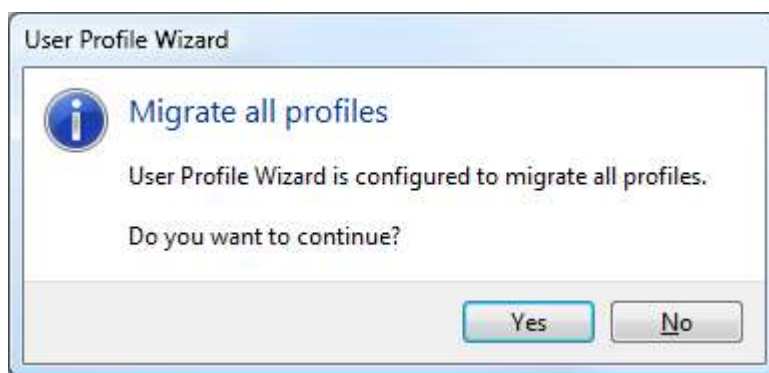 User Profile Wizard
Migrate all profiles
User Profile Wizard is configured to migrate all profiles.
Do you want to continue?
Yes
No